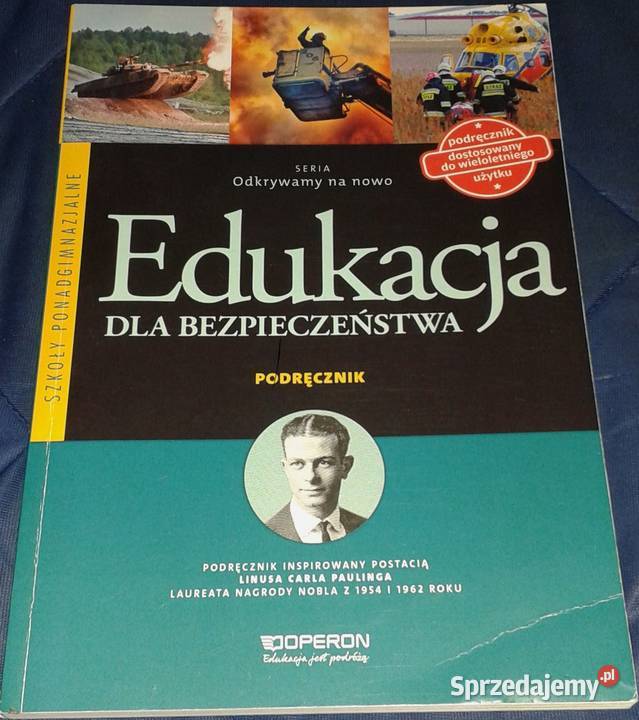 podręcznik
dostosowany
do wieloletniego
użytku
SERIA
Odkrywamy na nowo
SZKOŁY PONADGIMNAZJALNE
Edukacja
DLA BEZPIECZEŃSTWA
PODRĘCZNIK
PODRĘCZNIK INSPIROWANY POSTACIĄ
LINUSA CARLA PAULINGA
LAUREATA NAGRODY NOBLA Z 1954 I 1962 ROKU
OPERON
Edukacja jest podróżą
Sprzedajemy.pl